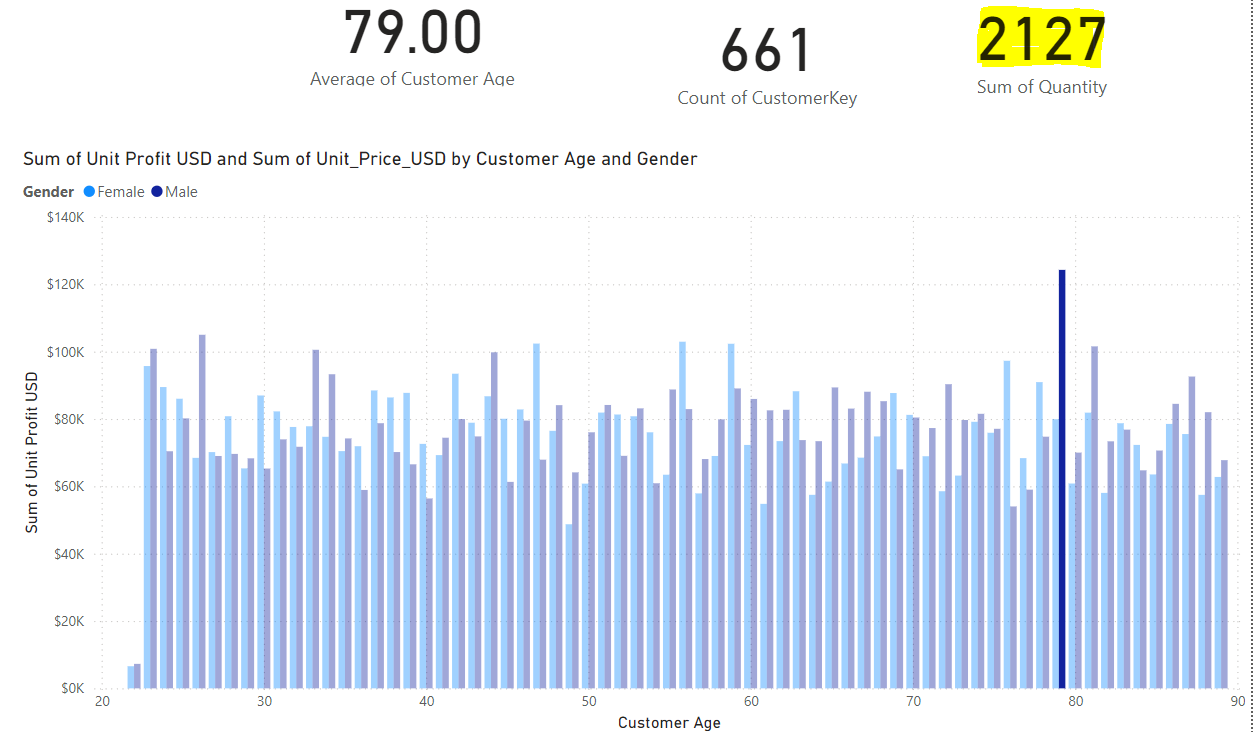 79.00
Average of Customer Age
661
Count of CustomerKey
2127
Sum of Quantity
Sum of Unit Profit USD and Sum of Unit_Price_USD by Customer Age and Gender
Gender Female Male
$140K
$120K
$100K
$80K
$60K
$40K
$20K
$0K
Sum of Unit Profit USD
20 30 40 50 60 70 80 90
Customer Age